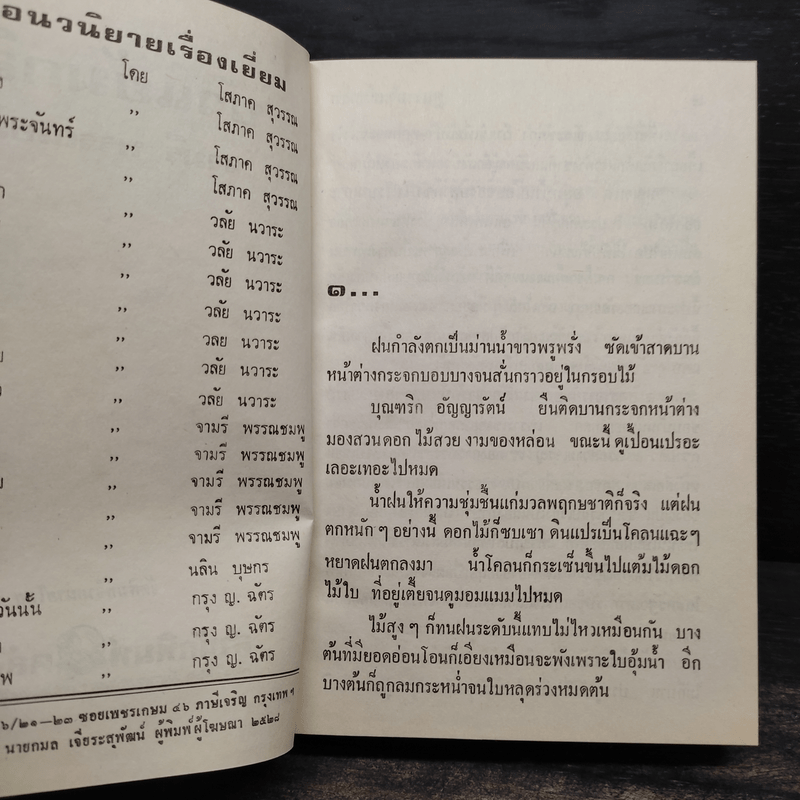 อนวนิยายเรื่องเยี่ยม
โดย โสภาค สุวรรณ
พระจันทร์ ,, โสภาค สุวรรณ
,, โสภาค สุวรรณ
,, โสภาค สุวรรณ
,, วลัย นวาระ
,, วลัย นวาระ
,, วลัย นวาระ
,, วลัย นวาระ
,, วลย นวาระ
,, วลัย นวาระ
,, วลัย นวาระ
,, จามรี พรรณชมพู
,, จามรี พรรณชมพู
,, จามรี พรรณชมพู
,, จามรี พรรณชมพู
,, จามรี พรรณชมพู
,, นลิน บุษกร
วันนั้น ,, กรุง ญ. ฉัตร
,, กรุง ญ. ฉัตร
พ ,, กรุง ญ. ฉัตร
๖/๒๑—๒๓ ซอยเพชรเกษม ๔๖ ภาษีเจริญ กรุงเทพฯ
นายกมล เจียระสุพัฒน์ ผู้พิมพ์ผู้โฆษณา ๒๕๒๘
๑...
ฝนกำลังตกเป็นม่านน้ำขาวพรูพรั่ง ซัดเข้าสาดบาน
หน้าต่างกระจกบอบบางจนสั่นกราวอยู่ในกรอบไม้
บุณฑริก อัญญารัตน์ ยืนติดบานกระจกหน้าต่าง
มองสวนดอกไม้สวยงามของหล่อน ขณะนี้ดูเปื้อนเปรอะ
เลอะเทอะไปหมด
น้ำฝนให้ความชุ่มชื้นแก่มวลพฤกษชาติก็จริง แต่ฝน
ตกหนักๆ อย่างนี้ ดอกไม้ก็ซบเซา ดินแปรเป็นโคลนแฉะๆ
หยาดฝนตกลงมา น้ำโคลนก็กระเซ็นขึ้นไปแต้มไม้ดอก
ไม้ใบ ที่อยู่เตี้ยจนดูมอมแมมไปหมด
ไม้สูงๆ ก็ทนฝนระดับนี้แทบไม่ไหวเหมือนกัน บาง
ต้นที่มียอดอ่อนโอนก็เอียงเหมือนจะพังเพราะใบอุ้มน้ำ อีก
บางต้นก็ถูกลมกระหน่ำจนใบหลุดร่วงหมดต้น